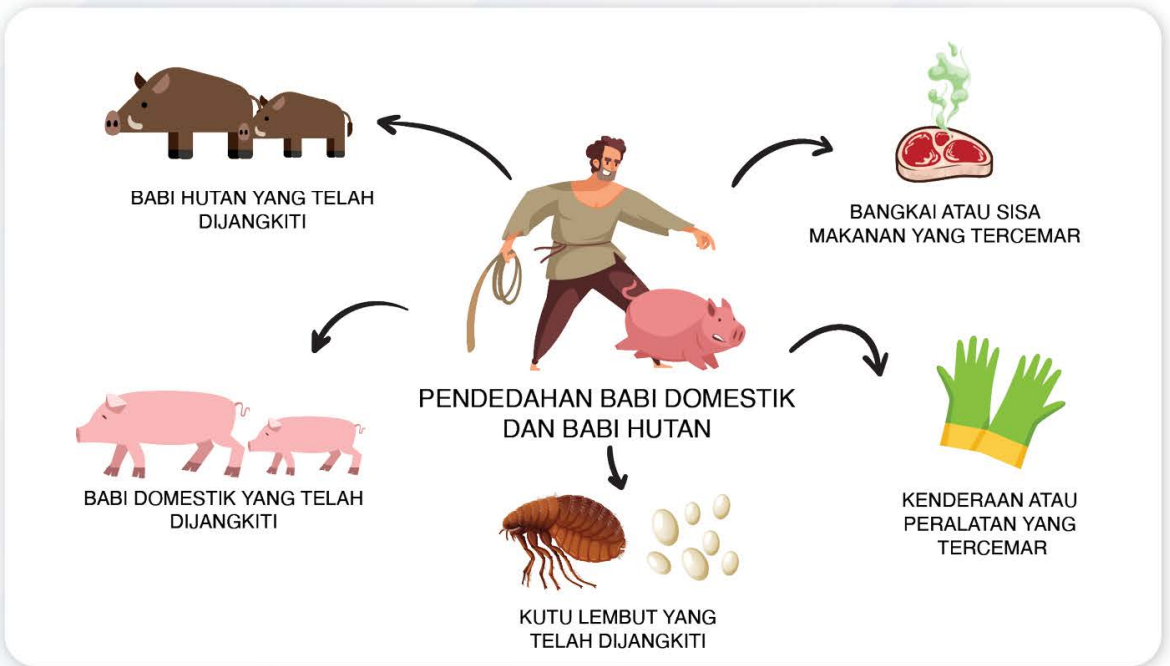 BABI HUTAN YANG TELAH
DIJANGKITI
BANGKAI ATAU SISA
MAKANAN YANG TERCEMAR
PENDEDAHAN BABI DOMESTIK
DAN BABI HUTAN
BABI DOMESTIK YANG TELAH
DIJANGKITI
KENDERAAN ATAU
PERALATAN YANG
TERCEMAR
KUTU LEMBUT YANG
TELAH DIJANGKITI